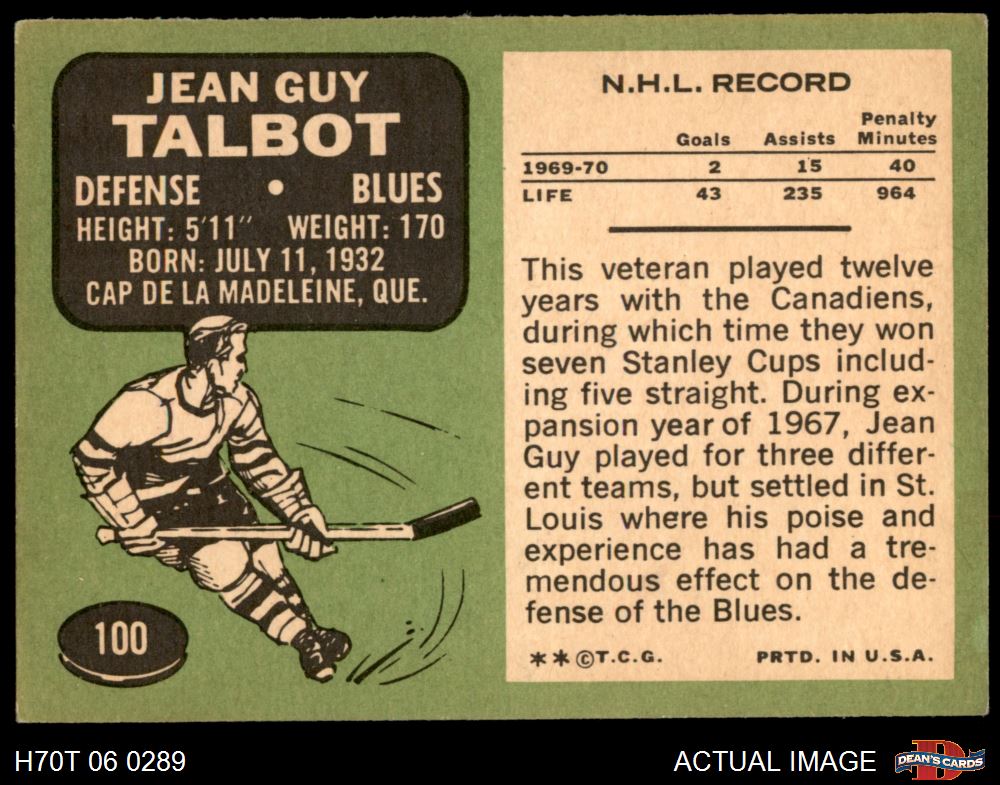 JEAN GUY
TALBOT
DEFENSE • BLUES
HEIGHT: 5'11" WEIGHT: 170
BORN: JULY 11, 1932
CAP DE LA MADELEINE, QUE.
100
N.H.L. RECORD
Goals Assists Penalty Minutes
1969-70 2 15 40
LIFE 43 235 964
This veteran played twelve
years with the Canadiens,
during which time they won
seven Stanley Cups includ-
ing five straight. During ex-
pansion year of 1967, Jean
Guy played for three differ-
ent teams, but settled in St.
Louis where his poise and
experience has had a tre-
mendous effect on the de-
fense of the Blues.
**©T.C.G. PRTD. IN U.S.A.
H70T 06 0289
ACTUAL IMAGE
D
DEAN'S CARDS